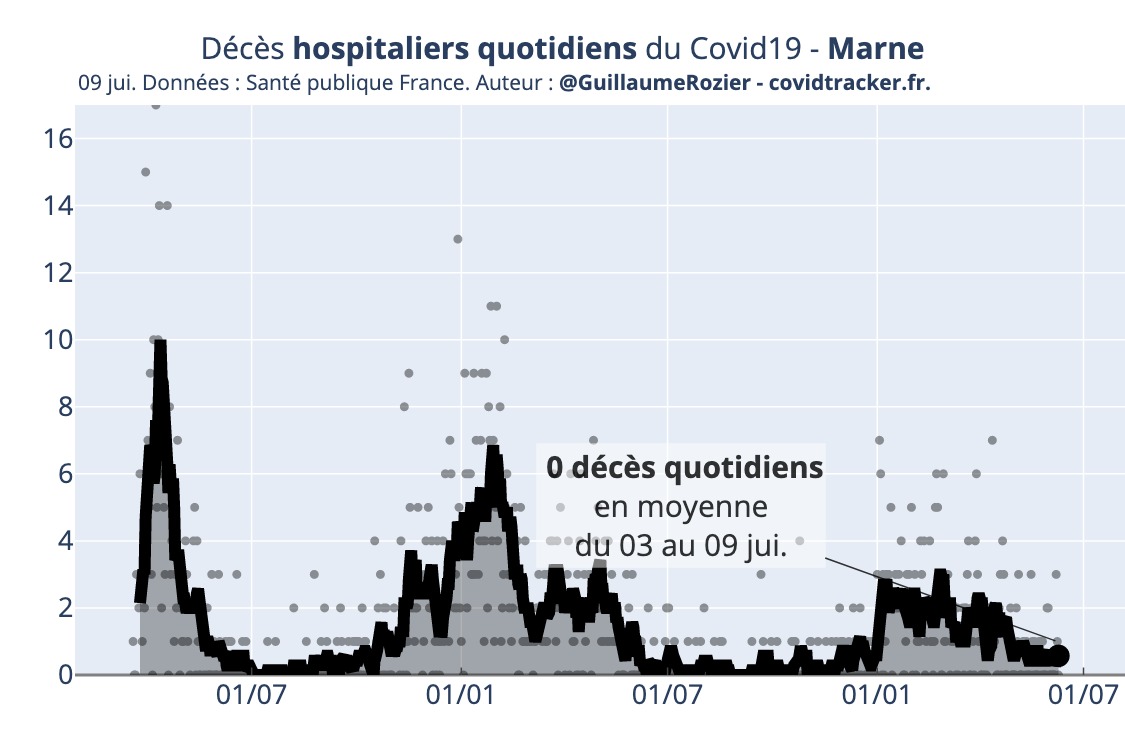 Décès hospitaliers quotidiens du Covid19 - Marne
09 jui. Données : Santé publique France. Auteur : @GuillaumeRozier - covidtracker.fr.
16
14
12
10
8
6
4
2
0
0 décès quotidiens
en moyenne
du 03 au 09 jui.
01/07
01/01
01/07
01/01
01/07